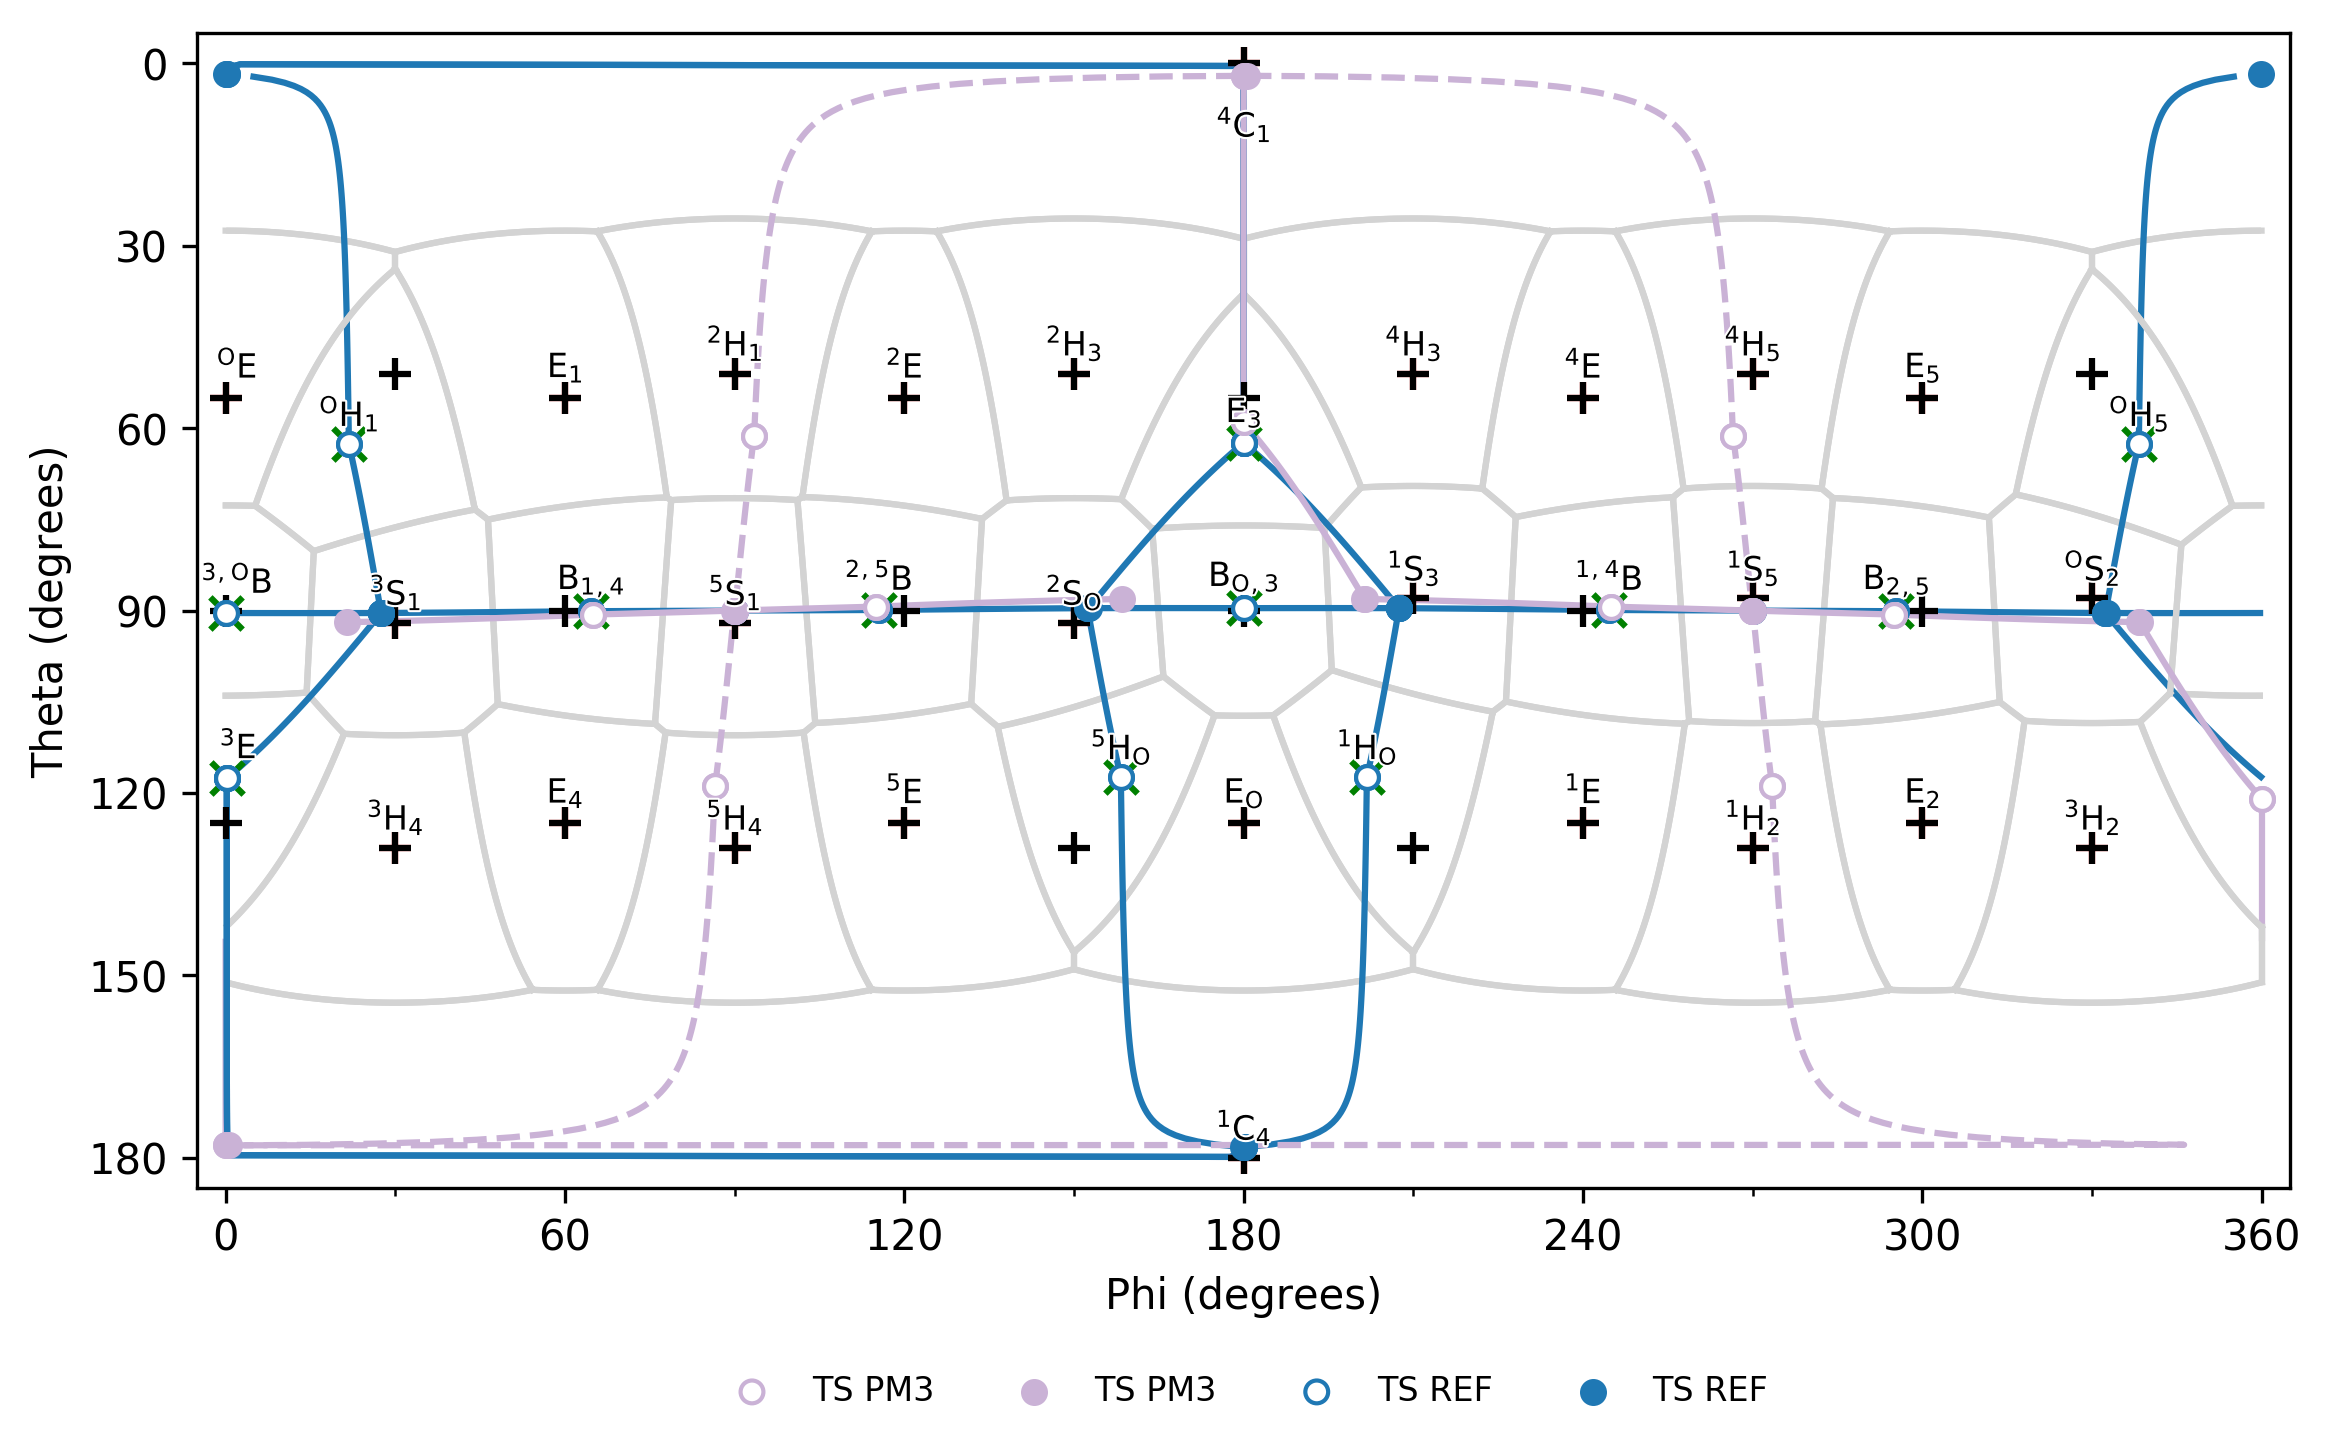 0
30
60
90
120
150
180
Theta (degrees)
⁴C₁
ᴼE
ᴼH₁
E₁
²H₁
²E
²H₃
E₃
⁴H₃
⁴E
⁴H₅
E₅
ᴼH₅
³,ᴼB
³S₁
B₁,₄
⁵S₁
²,⁵B
²Sₒ
Bₒ,₃
¹S₃
¹,⁴B
¹S₅
B₂,₅
ᴼS₂
³E
³H₄
E₄
⁵H₄
⁵E
⁵Hₒ
Eₒ
¹Hₒ
¹E
¹H₂
E₂
³H₂
¹C₄
0 60 120 180 240 300 360
Phi (degrees)
TS PM3 TS PM3 TS REF TS REF